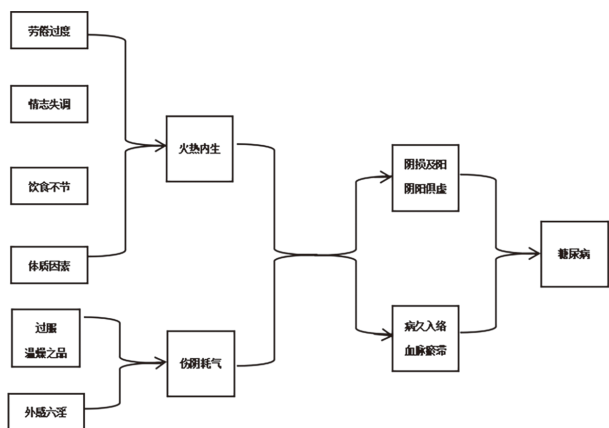 劳倦过度
情志失调
饮食不节
体质因素
过服
温燥之品
外感六淫
火热内生
伤阴耗气
阴损及阳
阴阳俱虚
病久入络
血脉瘀滞
糖尿病